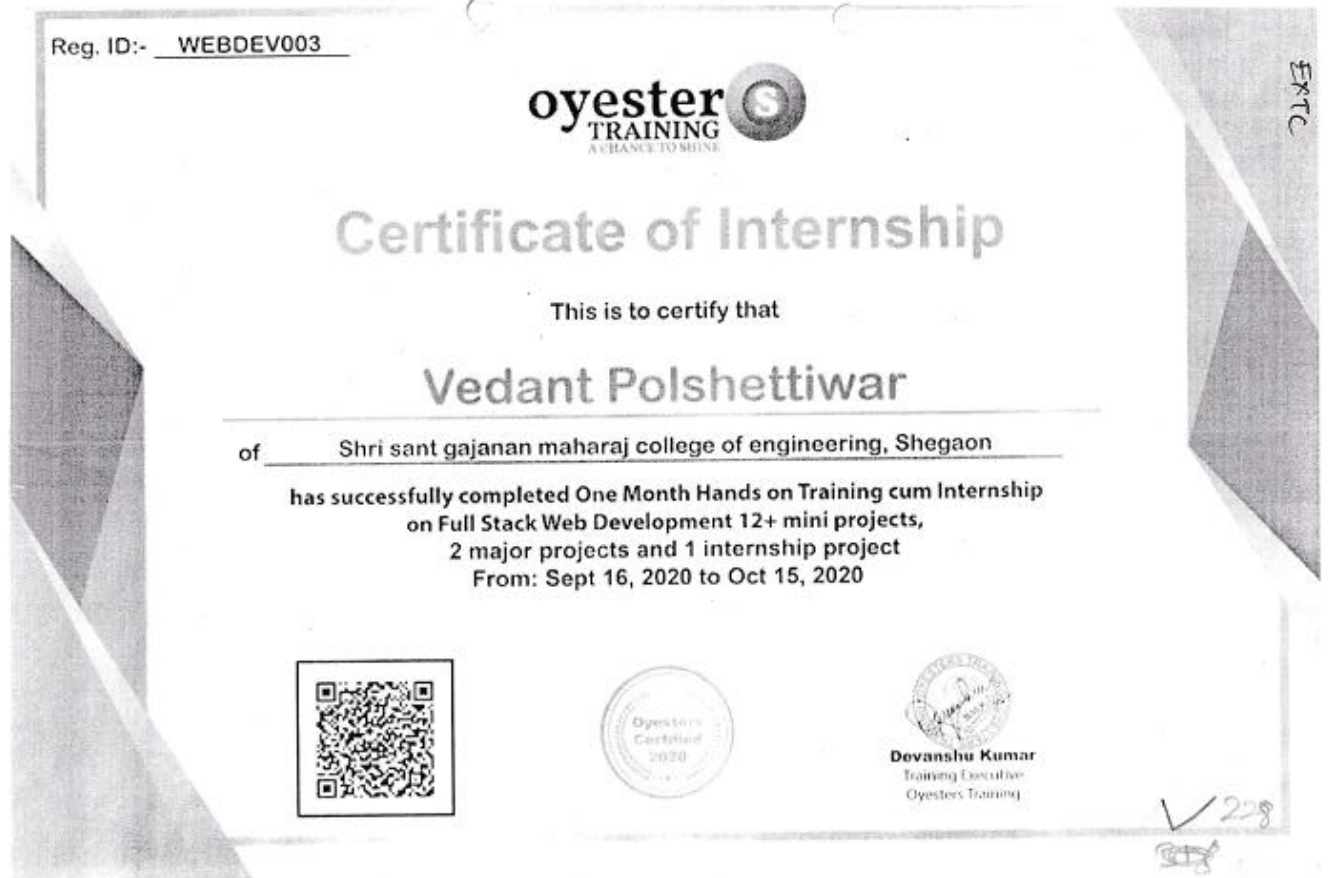 Reg. ID:- WEBDEV003
EXTC
oyester S
TRAINING
A CHANCE TO SHINE
Certificate of Internship
This is to certify that
Vedant Polshettiwar
of Shri sant gajanan maharaj college of engineering, Shegaon
has successfully completed One Month Hands on Training cum Internship
on Full Stack Web Development 12+ mini projects,
2 major projects and 1 internship project
From: Sept 16, 2020 to Oct 15, 2020
Oyesters
Certified
2020
Devanshu Kumar
Training Executive
Oyesters Training
228